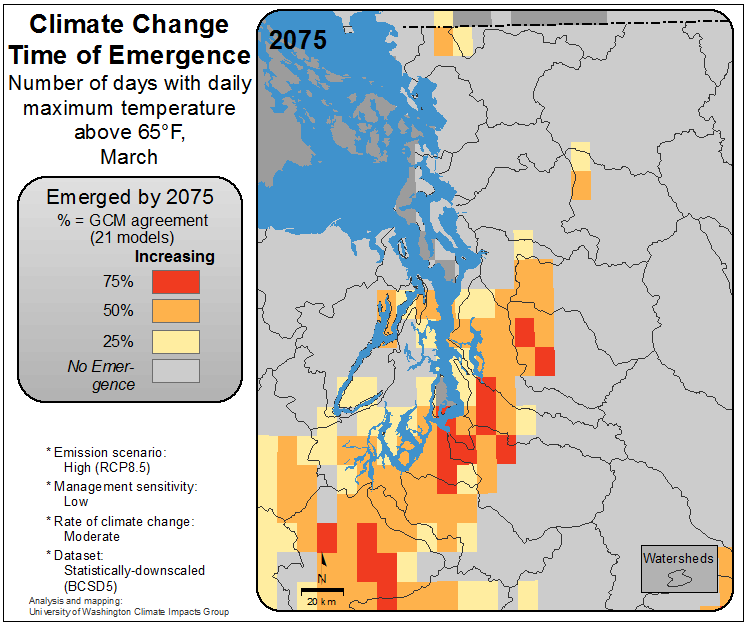 Climate Change
Time of Emergence
Number of days with daily
maximum temperature
above 65°F,
March
Emerged by 2075
% = GCM agreement
(21 models)
Increasing
75%
50%
25%
No Emer-
gence
* Emission scenario:
High (RCP8.5)
* Management sensitivity:
Low
* Rate of climate change:
Moderate
* Dataset:
Statistically-downscaled
(BCSD5)
Analysis and mapping:
University of Washington Climate Impacts Group
2075
N
20 km
Watersheds